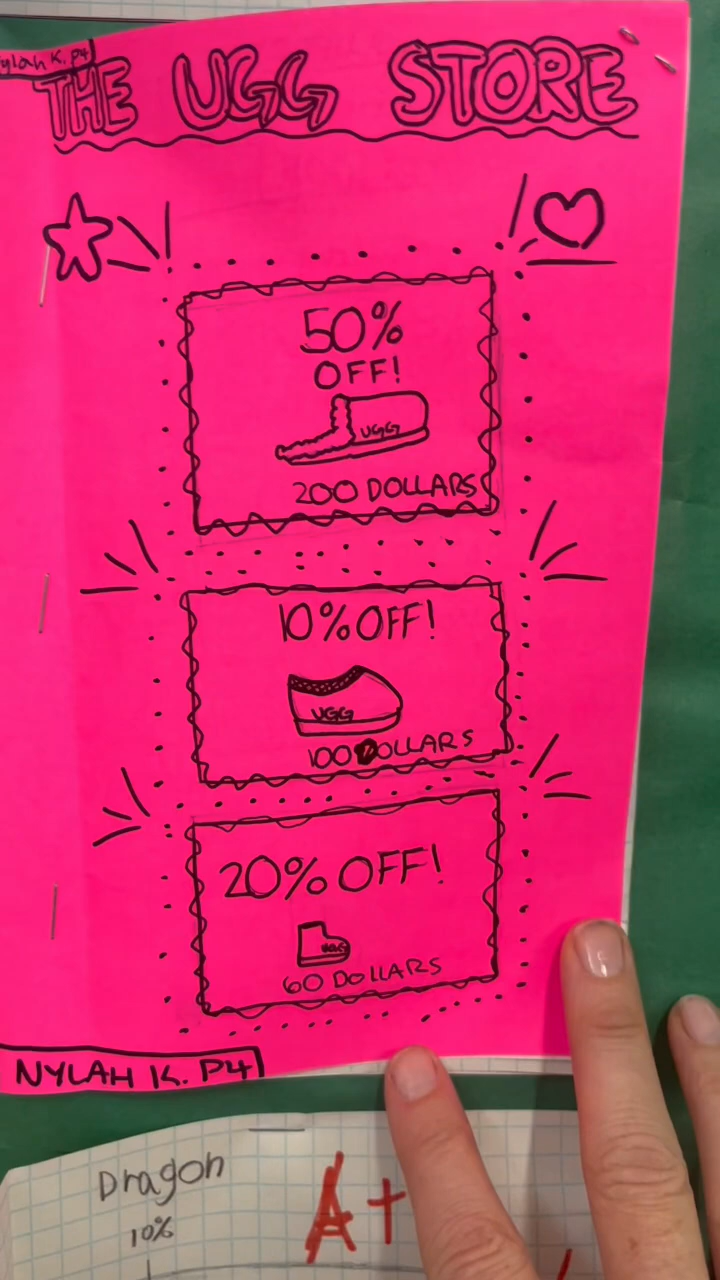 Nylah K. P4
THE UGG STORE
50%
OFF!
UGG
200 DOLLARS
10% OFF!
UGG
100 DOLLARS
20% OFF!
UGG
60 DOLLARS
NYLAH K. P4
Dragon
10%
A+